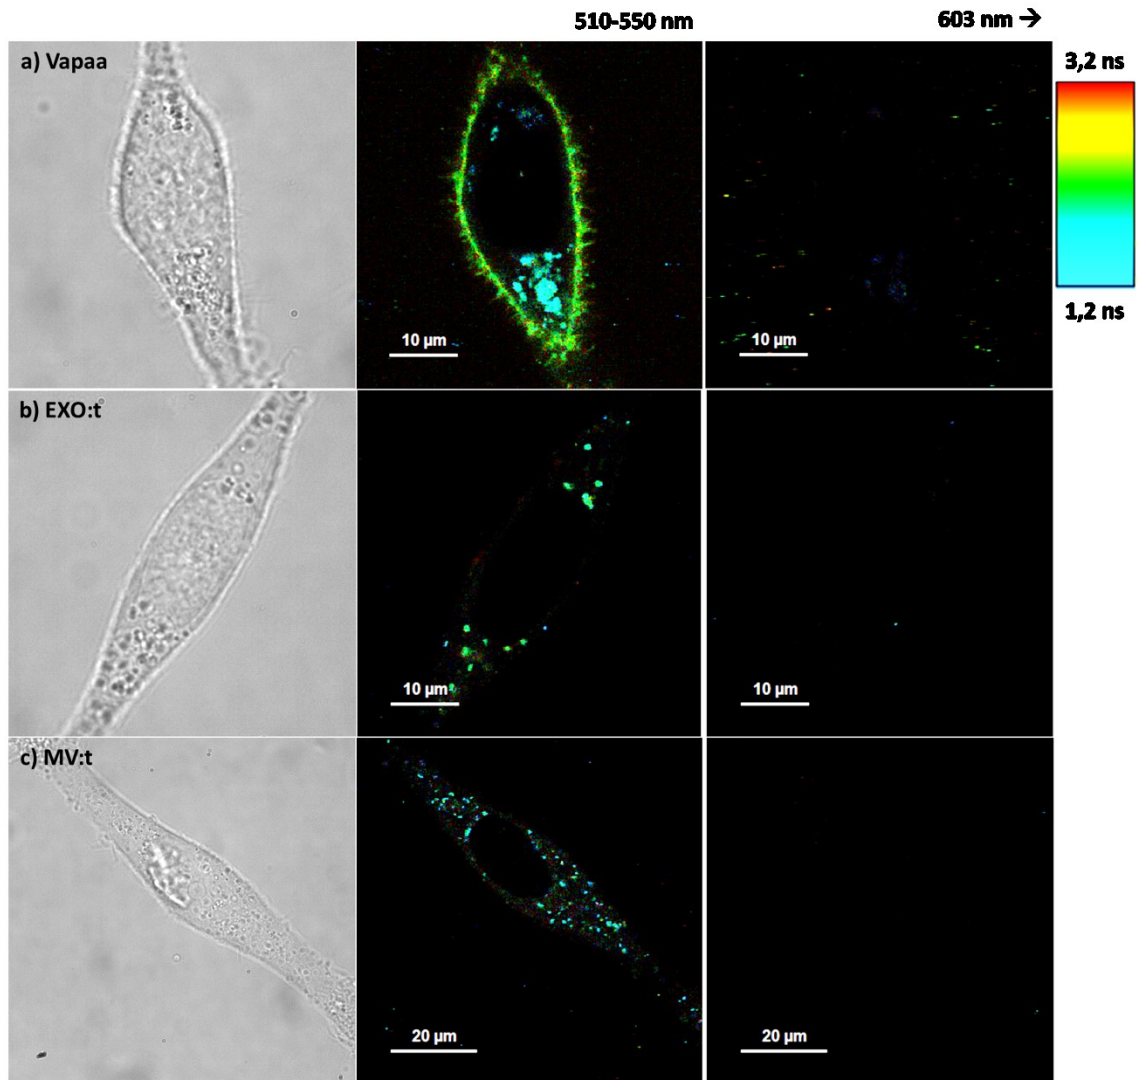 510-550 nm
603 nm →
a) Vapaa
3,2 ns
10 µm
10 µm
1,2 ns
b) EXO:t
10 µm
10 µm
c) MV:t
20 µm
20 µm